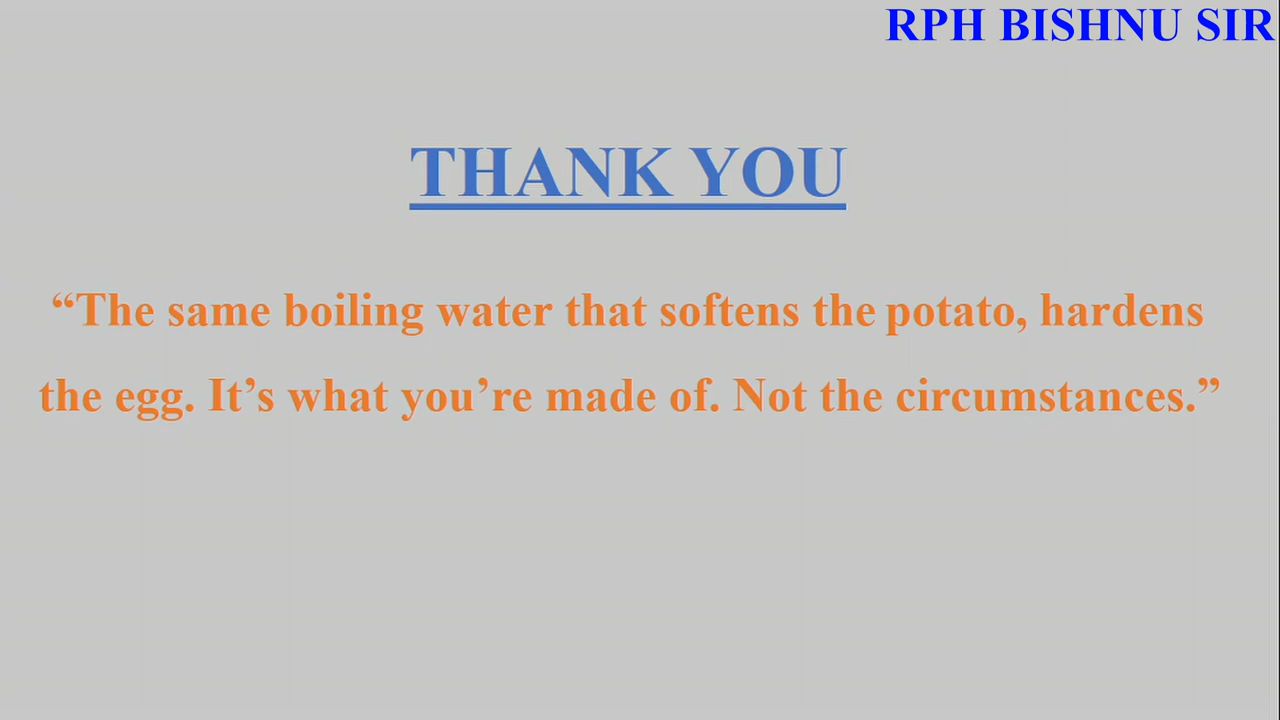 RPH BISHNU SIR
THANK YOU
“The same boiling water that softens the potato, hardens
the egg. It’s what you’re made of. Not the circumstances.”